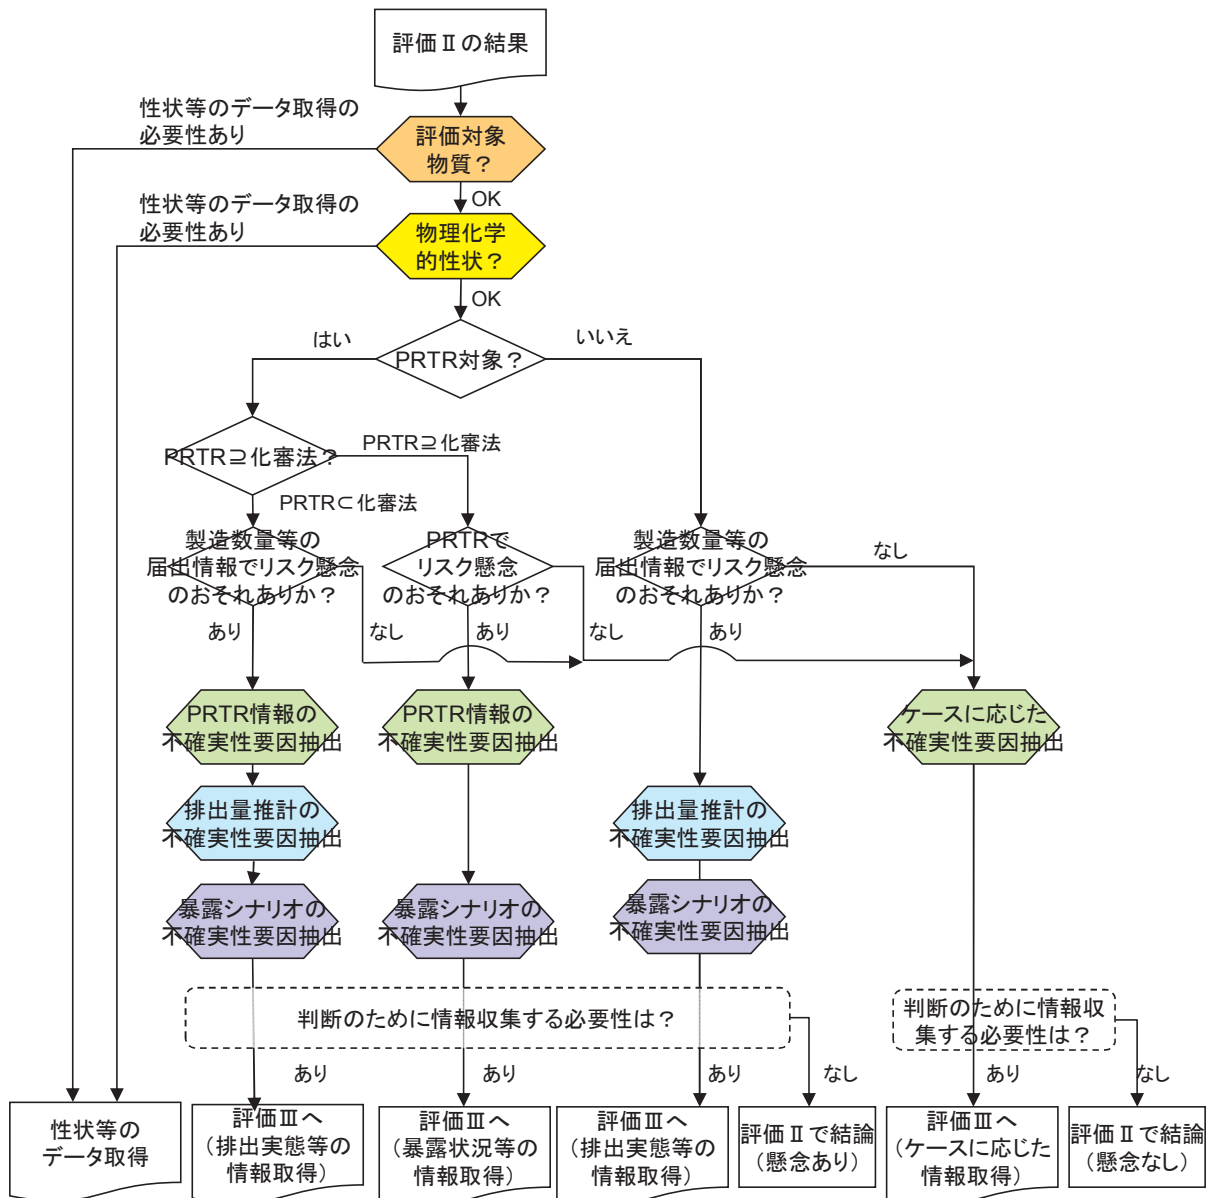 評価Ⅱの結果
性状等のデータ取得の
必要性あり
評価対象
物質？
OK
性状等のデータ取得の
必要性あり
物理化学
的性状？
OK
はい
いいえ
PRTR対象？
PRTR⊇化審法？
PRTR⊇化審法
PRTR⊂化審法
製造数量等の
届出情報でリスク懸念
のおそれありか？
PRTRで
リスク懸念
のおそれありか？
製造数量等の
届出情報でリスク懸念
のおそれありか？
なし
あり
なし
あり
なし
あり
PRTR情報の
不確実性要因抽出
PRTR情報の
不確実性要因抽出
ケースに応じた
不確実性要因抽出
排出量推計の
不確実性要因抽出
排出量推計の
不確実性要因抽出
暴露シナリオの
不確実性要因抽出
暴露シナリオの
不確実性要因抽出
暴露シナリオの
不確実性要因抽出
判断のために情報収集する必要性は？
判断のために情報収
集する必要性は？
あり
あり
あり
なし
あり
なし
性状等の
データ取得
評価Ⅲへ
（排出実態等の
情報取得）
評価Ⅲへ
（暴露状況等の
情報取得）
評価Ⅲへ
（排出実態等の
情報取得）
評価Ⅱで結論
（懸念あり）
評価Ⅲへ
（ケースに応じた
情報取得）
評価Ⅱで結論
（懸念なし）